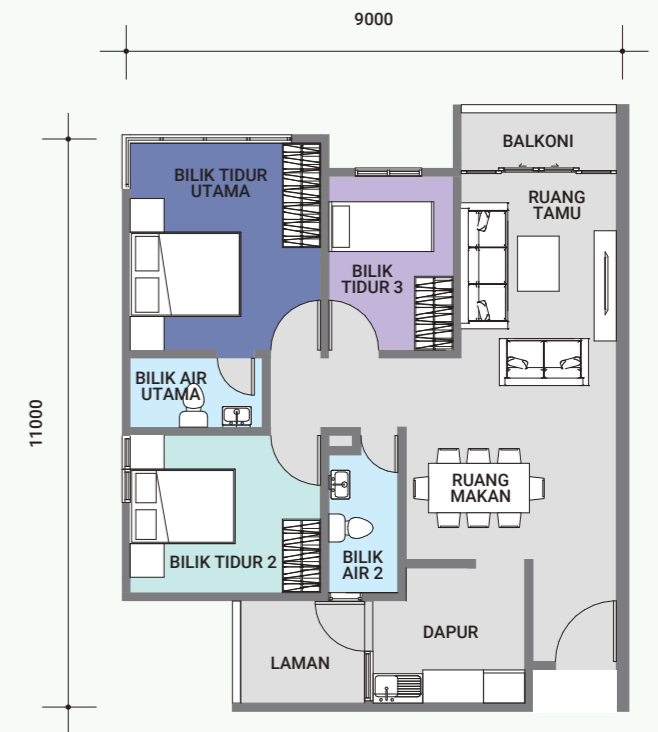 9000
BALKONI
BILIK TIDUR
UTAMA
RUANG
TAMU
BILIK
TIDUR 3
BILIK AIR
UTAMA
11000
RUANG
MAKAN
BILIK TIDUR 2
BILIK
AIR 2
DAPUR
LAMAN